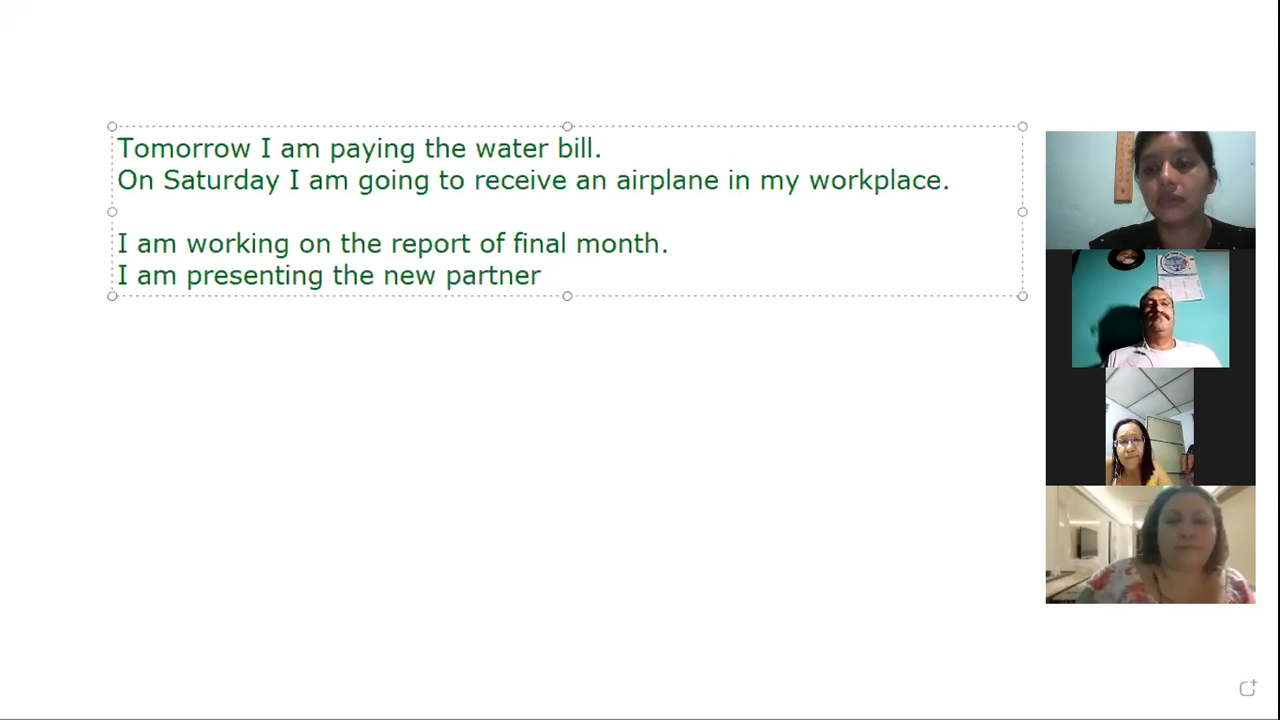 Tomorrow I am paying the water bill.
On Saturday I am going to receive an airplane in my workplace.
I am working on the report of final month.
I am presenting the new partner